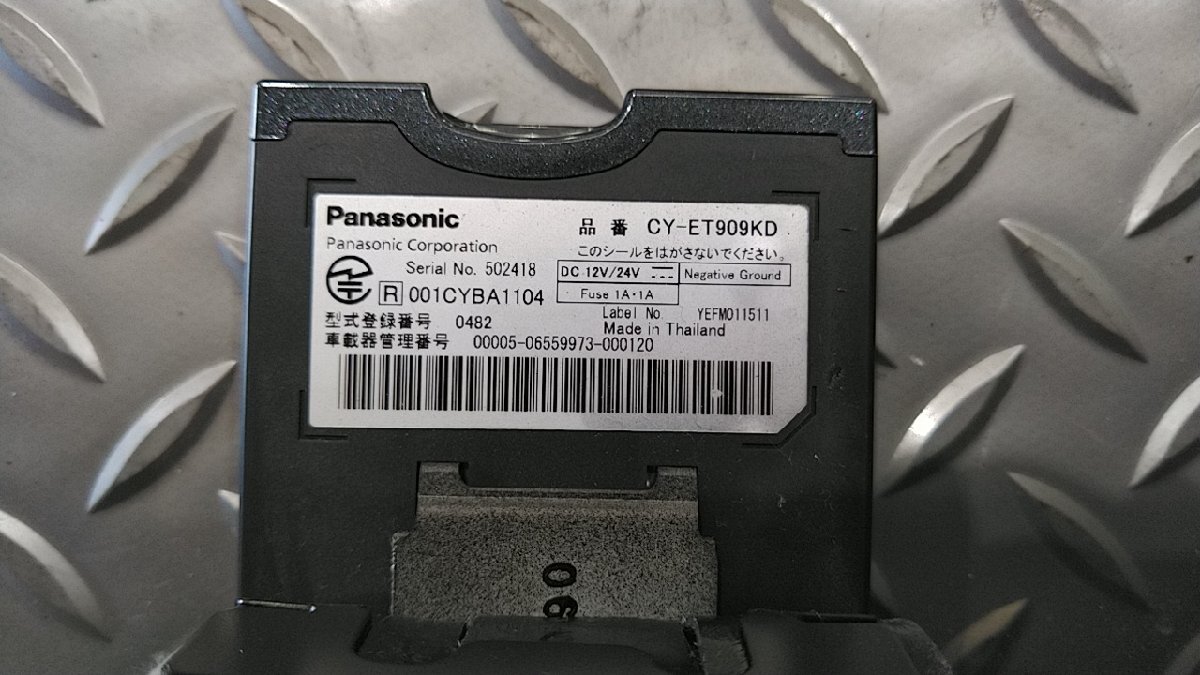 Panasonic
品 番 CY-ET909KD
Panasonic Corporation
このシールをはがさないでください。
Serial No. 502418
DC 12V/24V Negative Ground
R 001CYBA1104
Fuse 1A・1A
Label No YEFM011511
型式登録番号 0482
Made in Thailand
車載器管理番号 00005-06559973-000120
06